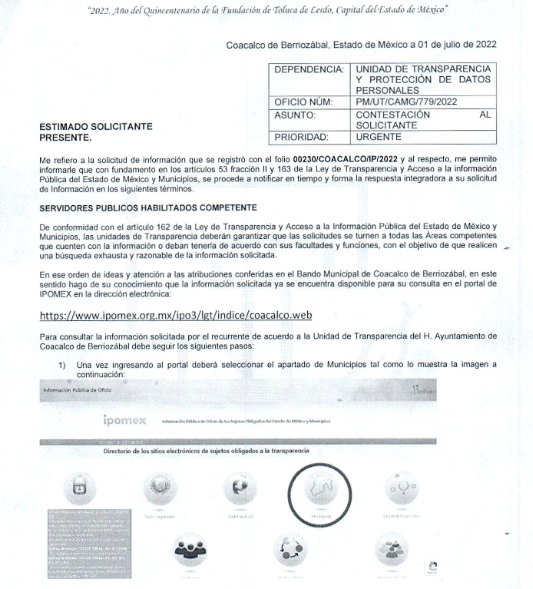 "2022. Año del Quincentenario de la Fundación de Toluca de Lerdo, Capital del Estado de México"
Coacalco de Berriozábal, Estado de México a 01 de julio de 2022
DEPENDENCIA: UNIDAD DE TRANSPARENCIA
Y PROTECCIÓN DE DATOS
PERSONALES
OFICIO NÚM: PM/UT/CAMG/779/2022
ASUNTO: CONTESTACIÓN AL
SOLICITANTE
PRIORIDAD: URGENTE
ESTIMADO SOLICITANTE
PRESENTE.
Me refiero a la solicitud de información que se registró con el folio 00230/COACALCO/IP/2022 y al respecto, me permito
informarle que con fundamento en los artículos 53 fracción II y 163 de la Ley de Transparencia y Acceso a la información
Pública del Estado de México y Municipios, se procede a notificar en tiempo y forma la respuesta integradora a su solicitud
de Información en los siguientes términos.
SERVIDORES PUBLICOS HABILITADOS COMPETENTE
De conformidad con el artículo 162 de la Ley de Transparencia y Acceso a la Información Pública del Estado de México y
Municipios, las unidades de Transparencia deberán garantizar que las solicitudes se turnen a todas las Áreas competentes
que cuenten con la información o deban tenerla de acuerdo con sus facultades y funciones, con el objetivo de que realicen
una búsqueda exhausta y razonable de la información solicitada.
En ese orden de ideas y atención a las atribuciones conferidas en el Bando Municipal de Coacalco de Berriozábal, en este
sentido hago de su conocimiento que la información solicitada ya se encuentra disponible para su consulta en el portal de
IPOMEX en la dirección electrónica:
https://www.ipomex.org.mx/ipo3/lgt/indice/coacalco.web
Para consultar la información solicitada por el recurrente de acuerdo a la Unidad de Transparencia del H. Ayuntamiento de
Coacalco de Berriozábal debe seguir los siguientes pasos:
1) Una vez ingresando al portal deberá seleccionar el apartado de Municipios tal como lo muestra la imagen a
continuación:
Información Pública de Oficio
ipomex Información Pública de Oficio de los Sujetos Obligados del Estado de México y Municipios
Directorio de los sitios electrónicos de sujetos obligados a la transparencia